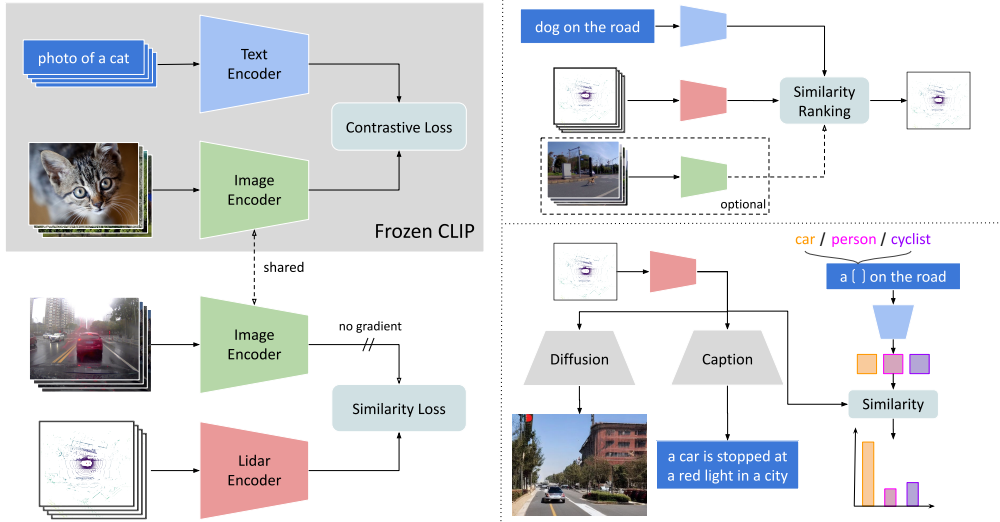 photo of a cat
Text
Encoder
Contrastive Loss
Image
Encoder
Frozen CLIP
shared
Image
Encoder
no gradient
Similarity Loss
Lidar
Encoder
dog on the road
Similarity
Ranking
optional
car / person / cyclist
a [ ] on the road
Diffusion
Caption
Similarity
a car is stopped at
a red light in a city